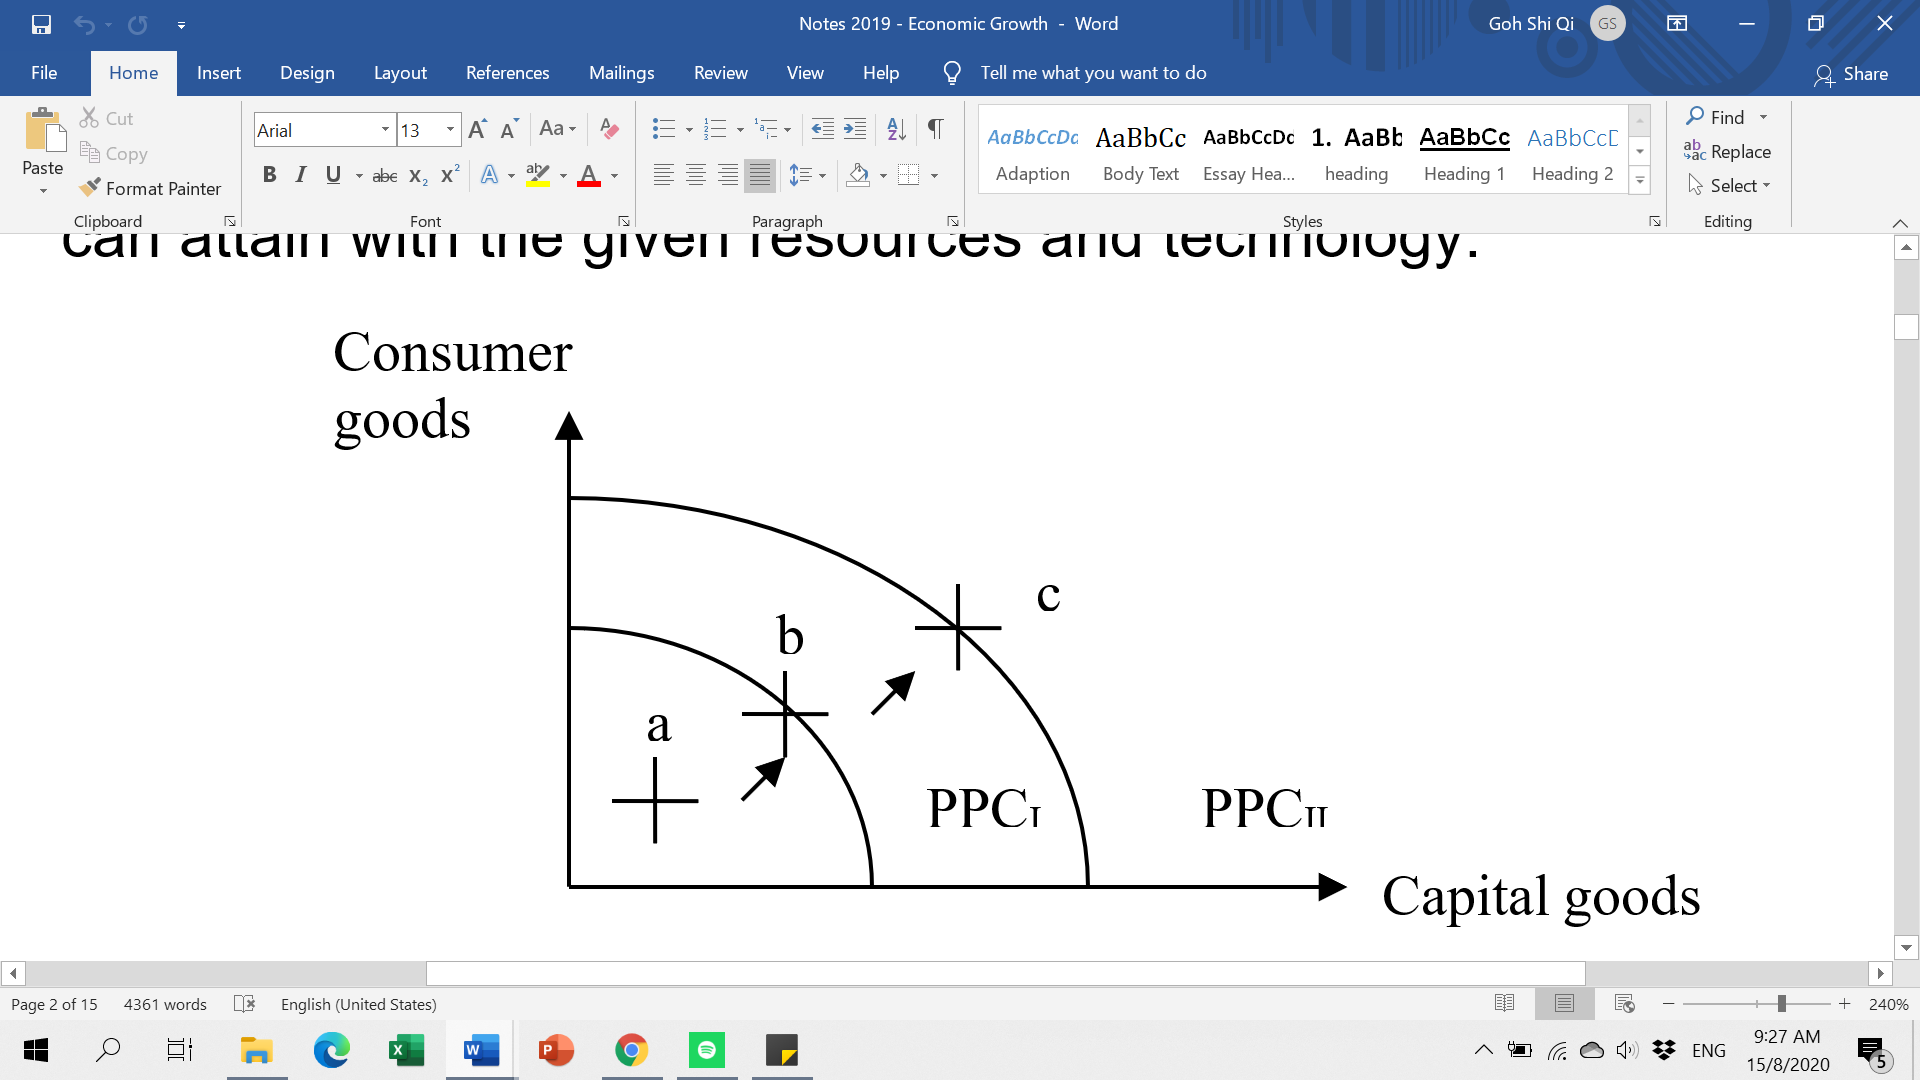 Notes 2019 - Economic Growth - Word
Goh Shi Qi GS
File Home Insert Design Layout References Mailings Review View Help Tell me what you want to do Share
Paste
Cut
Copy
Format Painter
Clipboard
Arial 13
Font
Paragraph
AaBbCcDd AaBbCc AaBbCcDd 1. AaBb AaBbCc AaBbCcD
Adaption Body Text Essay Hea... heading Heading 1 Heading 2
Styles
Find
Replace
Select
Editing
can attain with the given resources and technology.
Consumer
goods
c
b
a
PPCI PPCII
Capital goods
Page 2 of 15 4361 words English (United States) 240%
ENG
9:27 AM
15/8/2020
5